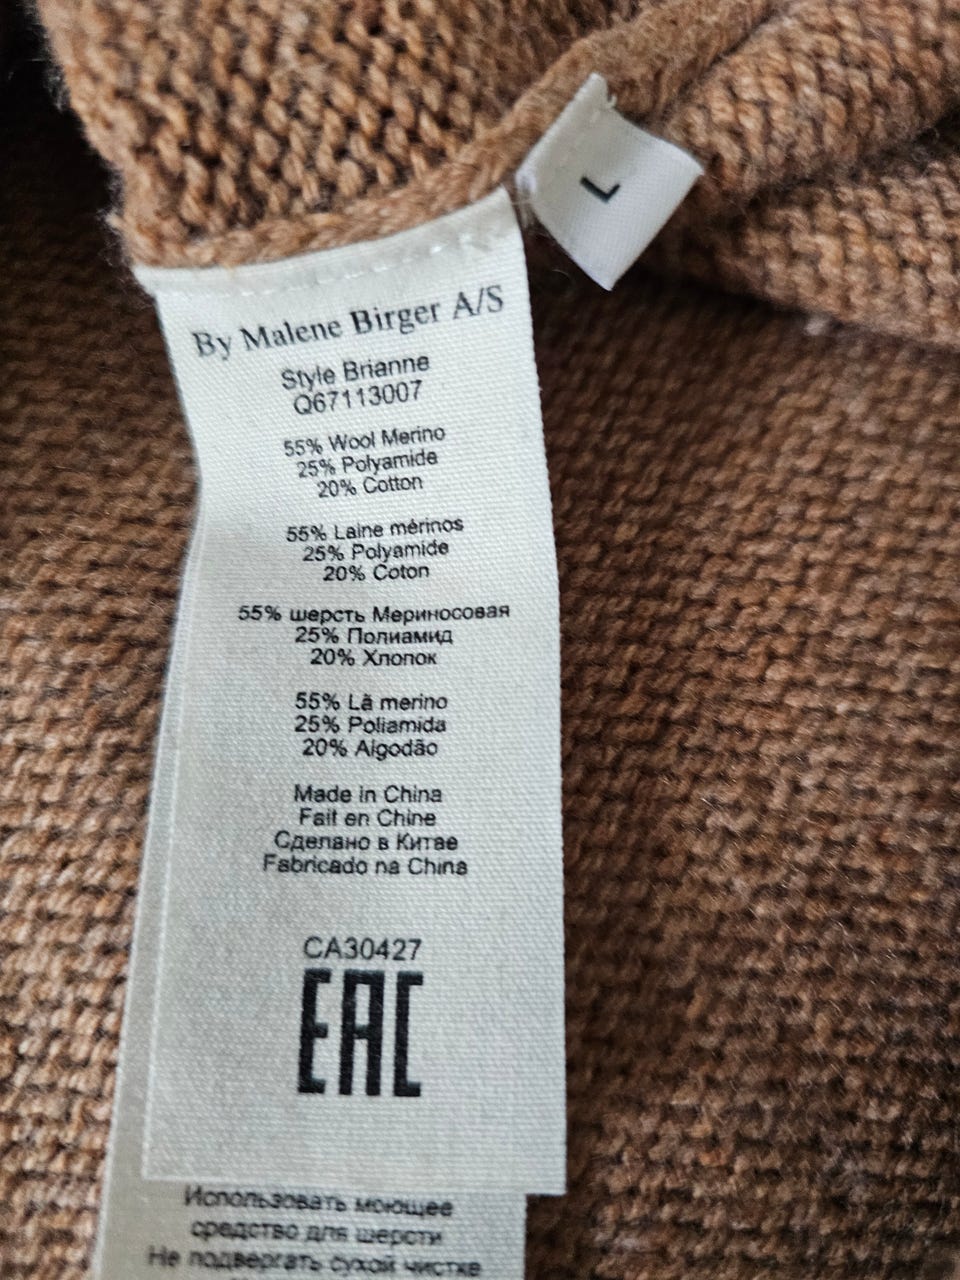 L
By Malene Birger A/S
Style Brianne
Q67113007
55% Wool Merino
25% Polyamide
20% Cotton
55% Laine mérinos
25% Polyamide
20% Coton
55% шерсть Мериносовая
25% Полиамид
20% Хлопок
55% Lã merino
25% Poliamida
20% Algodão
Made in China
Fait en Chine
Сделано в Китае
Fabricado na China
CA30427
EAC
Использовать моющее
средство для шерсти
Не подвергать сухой чистке